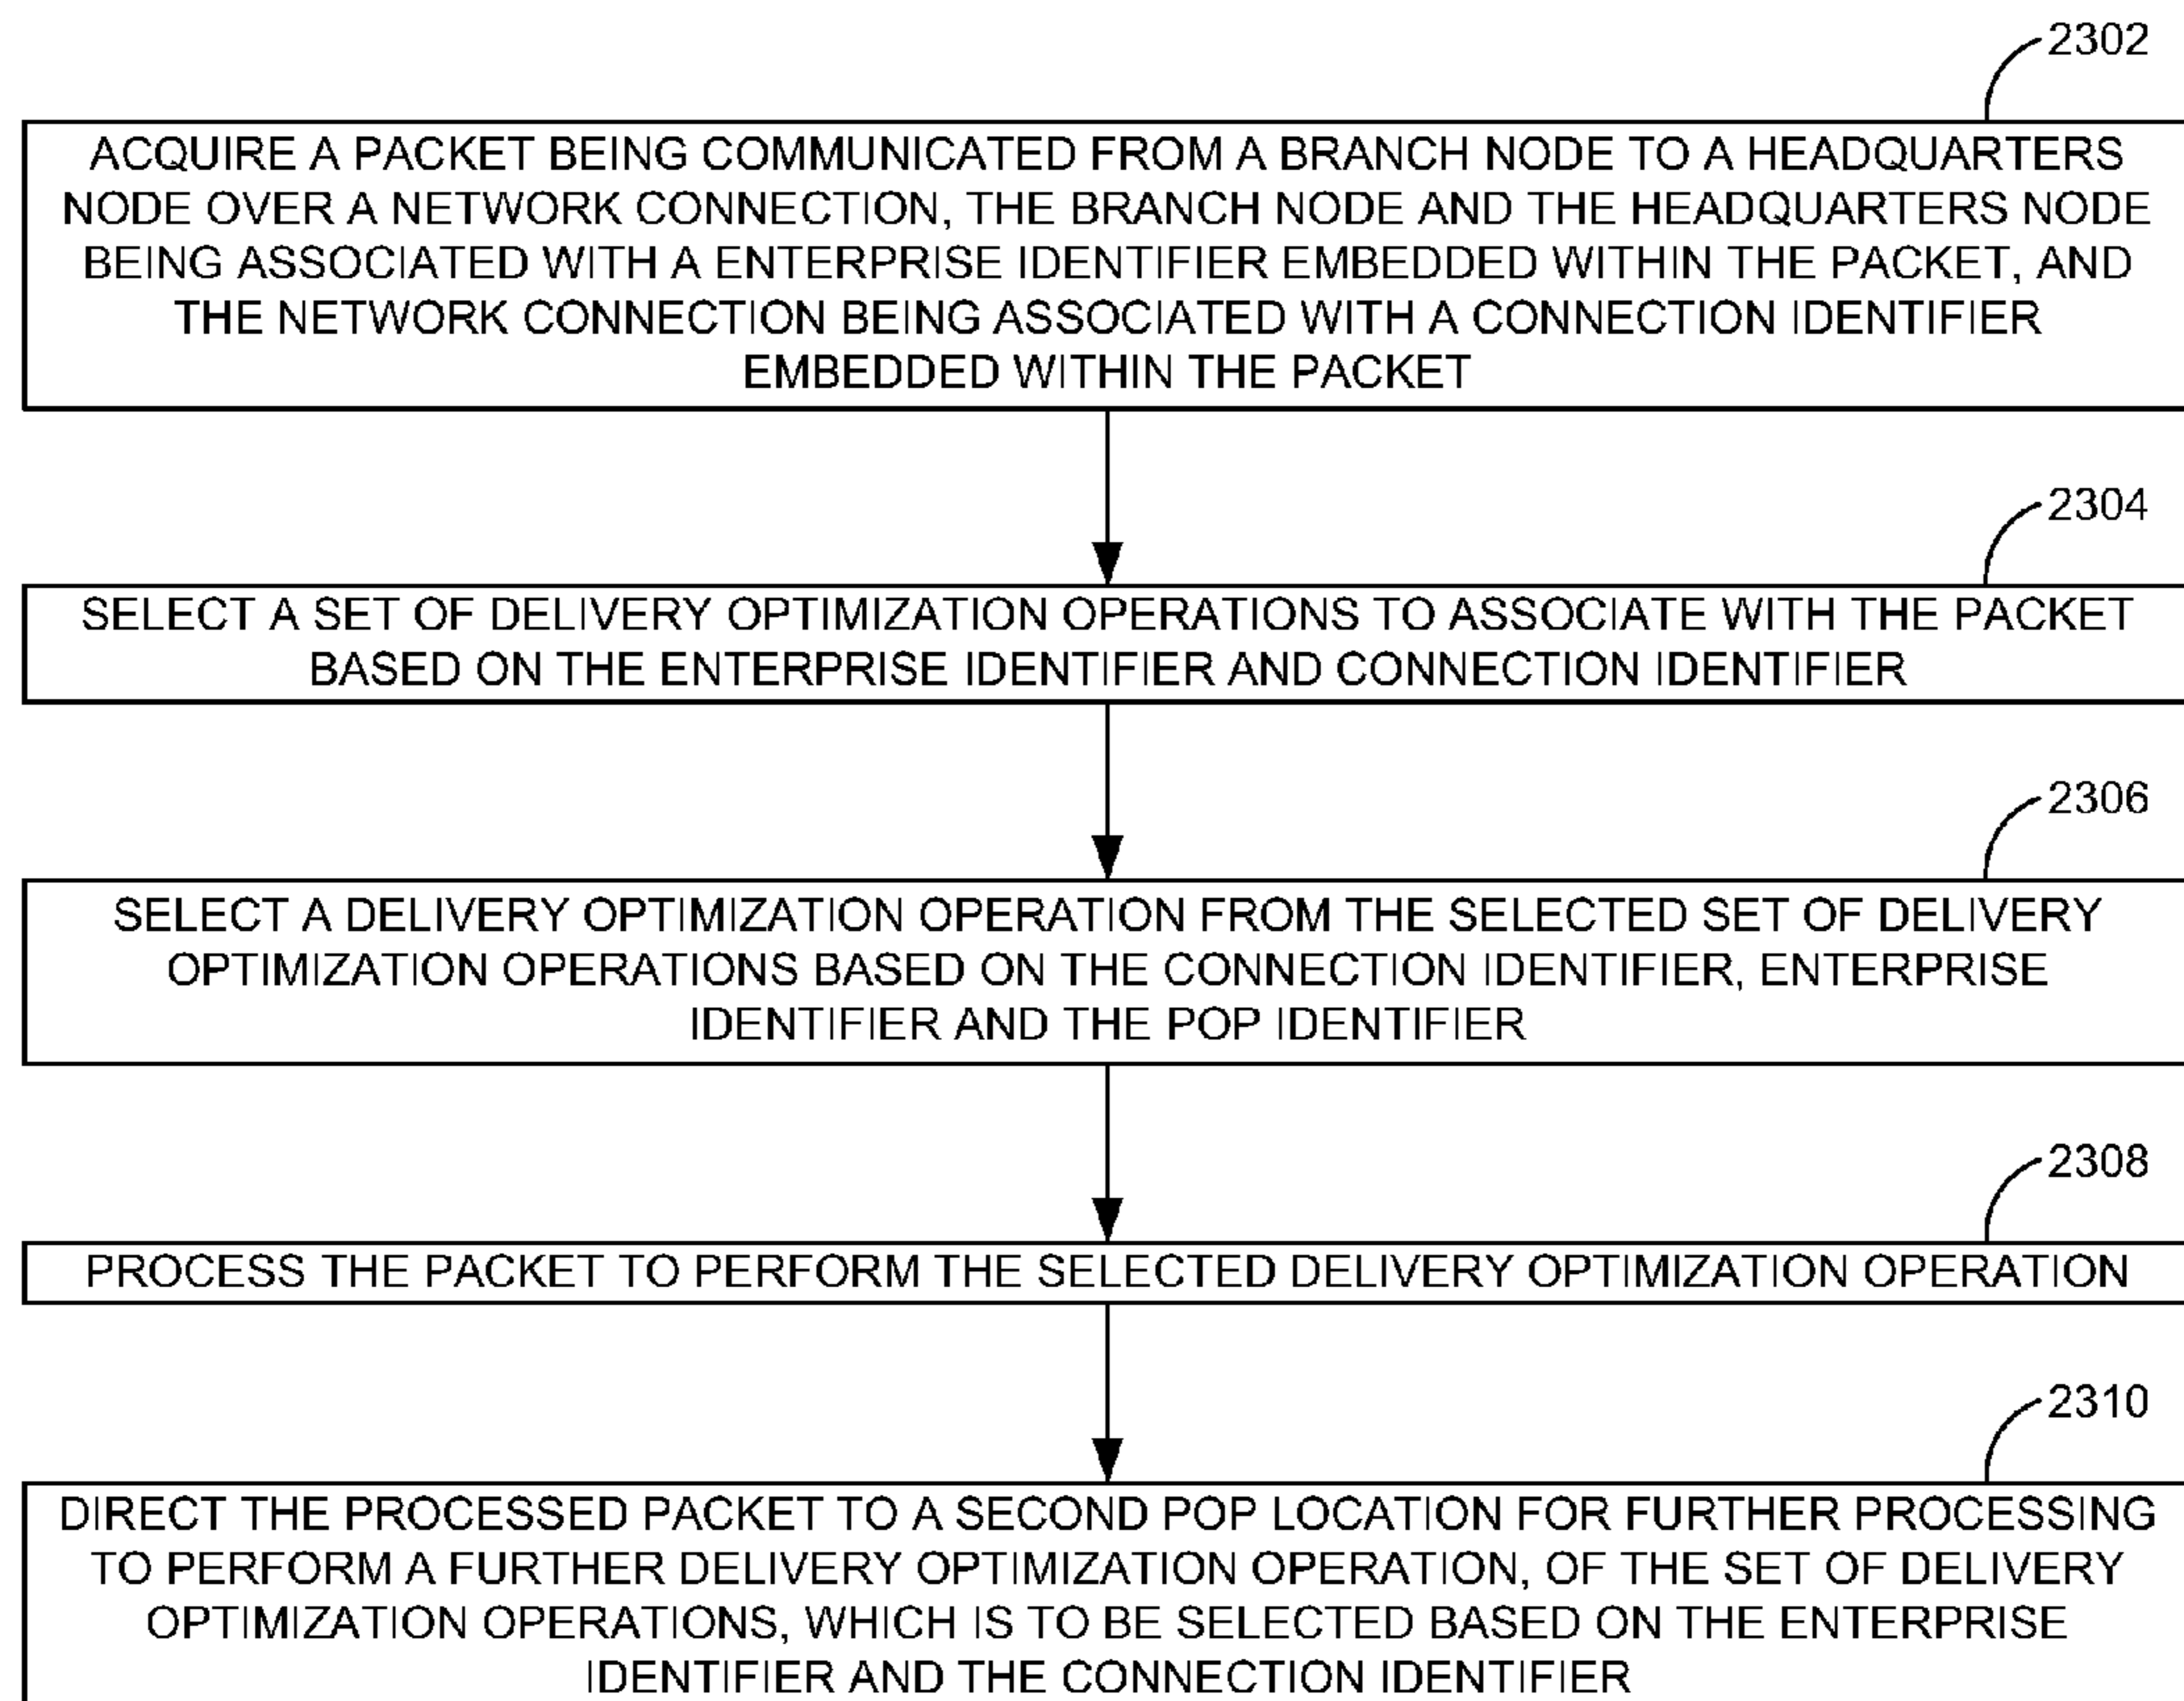 2302
ACQUIRE A PACKET BEING COMMUNICATED FROM A BRANCH NODE TO A HEADQUARTERS
NODE OVER A NETWORK CONNECTION, THE BRANCH NODE AND THE HEADQUARTERS NODE
BEING ASSOCIATED WITH A ENTERPRISE IDENTIFIER EMBEDDED WITHIN THE PACKET, AND
THE NETWORK CONNECTION BEING ASSOCIATED WITH A CONNECTION IDENTIFIER
EMBEDDED WITHIN THE PACKET
2304
SELECT A SET OF DELIVERY OPTIMIZATION OPERATIONS TO ASSOCIATE WITH THE PACKET
BASED ON THE ENTERPRISE IDENTIFIER AND CONNECTION IDENTIFIER
2306
SELECT A DELIVERY OPTIMIZATION OPERATION FROM THE SELECTED SET OF DELIVERY
OPTIMIZATION OPERATIONS BASED ON THE CONNECTION IDENTIFIER, ENTERPRISE
IDENTIFIER AND THE POP IDENTIFIER
2308
PROCESS THE PACKET TO PERFORM THE SELECTED DELIVERY OPTIMIZATION OPERATION
2310
DIRECT THE PROCESSED PACKET TO A SECOND POP LOCATION FOR FURTHER PROCESSING
TO PERFORM A FURTHER DELIVERY OPTIMIZATION OPERATION, OF THE SET OF DELIVERY
OPTIMIZATION OPERATIONS, WHICH IS TO BE SELECTED BASED ON THE ENTERPRISE
IDENTIFIER AND THE CONNECTION IDENTIFIER